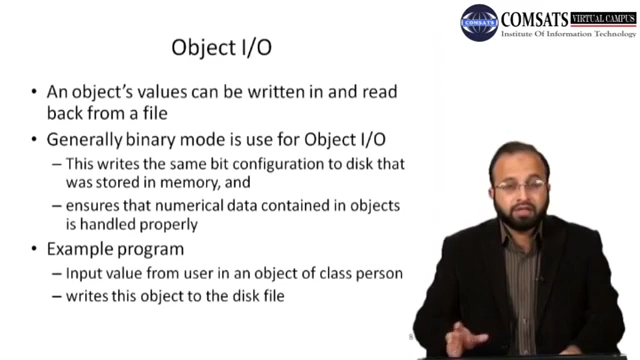 COMSATS
COMSATS VIRTUAL CAMPUS
Institute Of Information Technology
Object I/O
• An object's values can be written in and read
back from a file
• Generally binary mode is use for Object I/O
– This writes the same bit configuration to disk that
was stored in memory, and
– ensures that numerical data contained in objects
is handled properly
• Example program
– Input value from user in an object of class person
– writes this object to the disk file